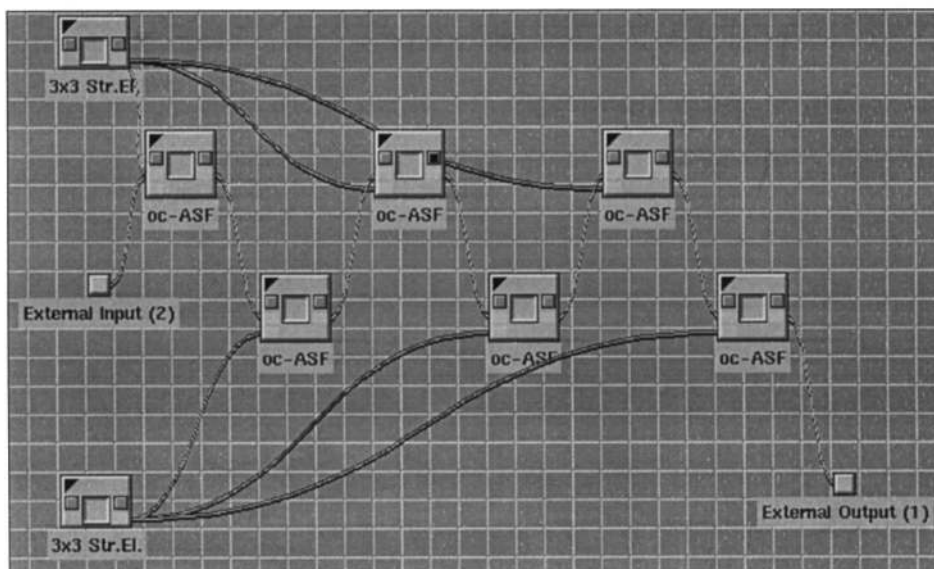 3x3 Str.El.
oc-ASF
oc-ASF
oc-ASF
External Input (2)
oc-ASF
oc-ASF
oc-ASF
External Output (1)
3x3 Str.El.